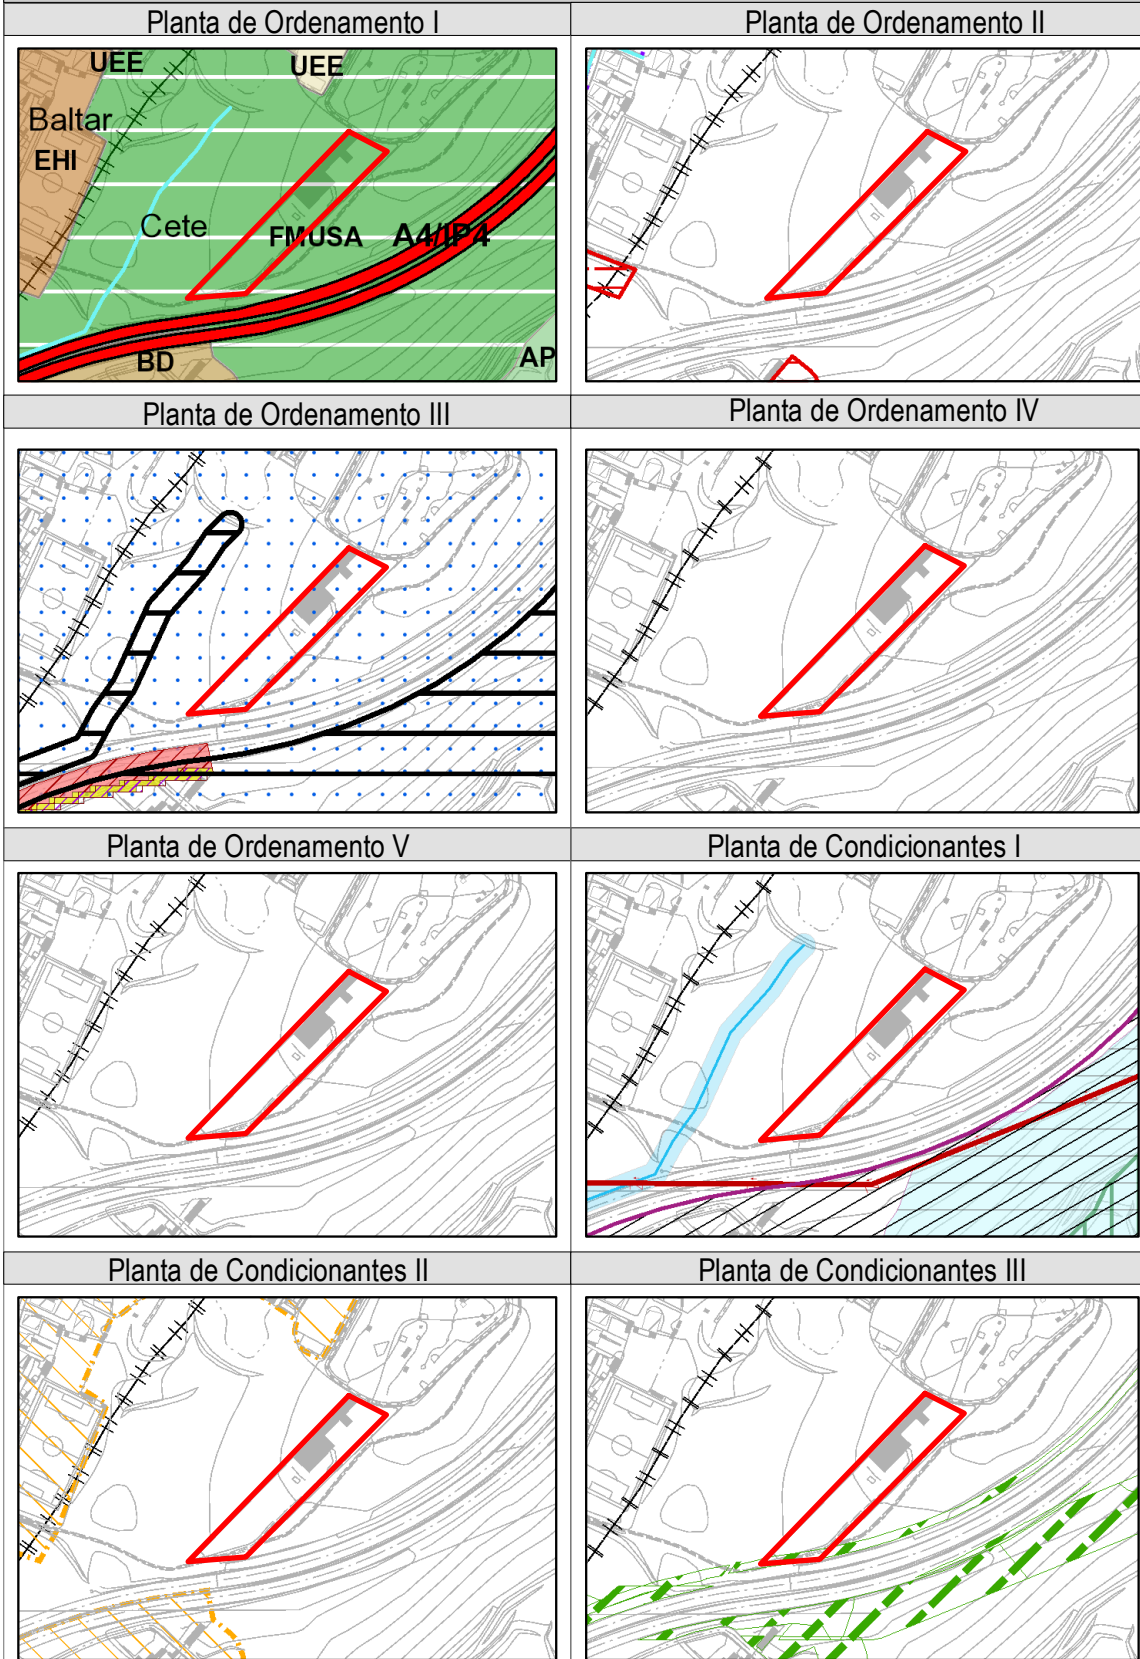 Planta de Ordenamento I
Planta de Ordenamento II
UEE
UEE
Baltar
EHI
Cete
FMUSA
A4/IP4
BD
AP
Planta de Ordenamento III
Planta de Ordenamento IV
Planta de Ordenamento V
Planta de Condicionantes I
Planta de Condicionantes II
Planta de Condicionantes III